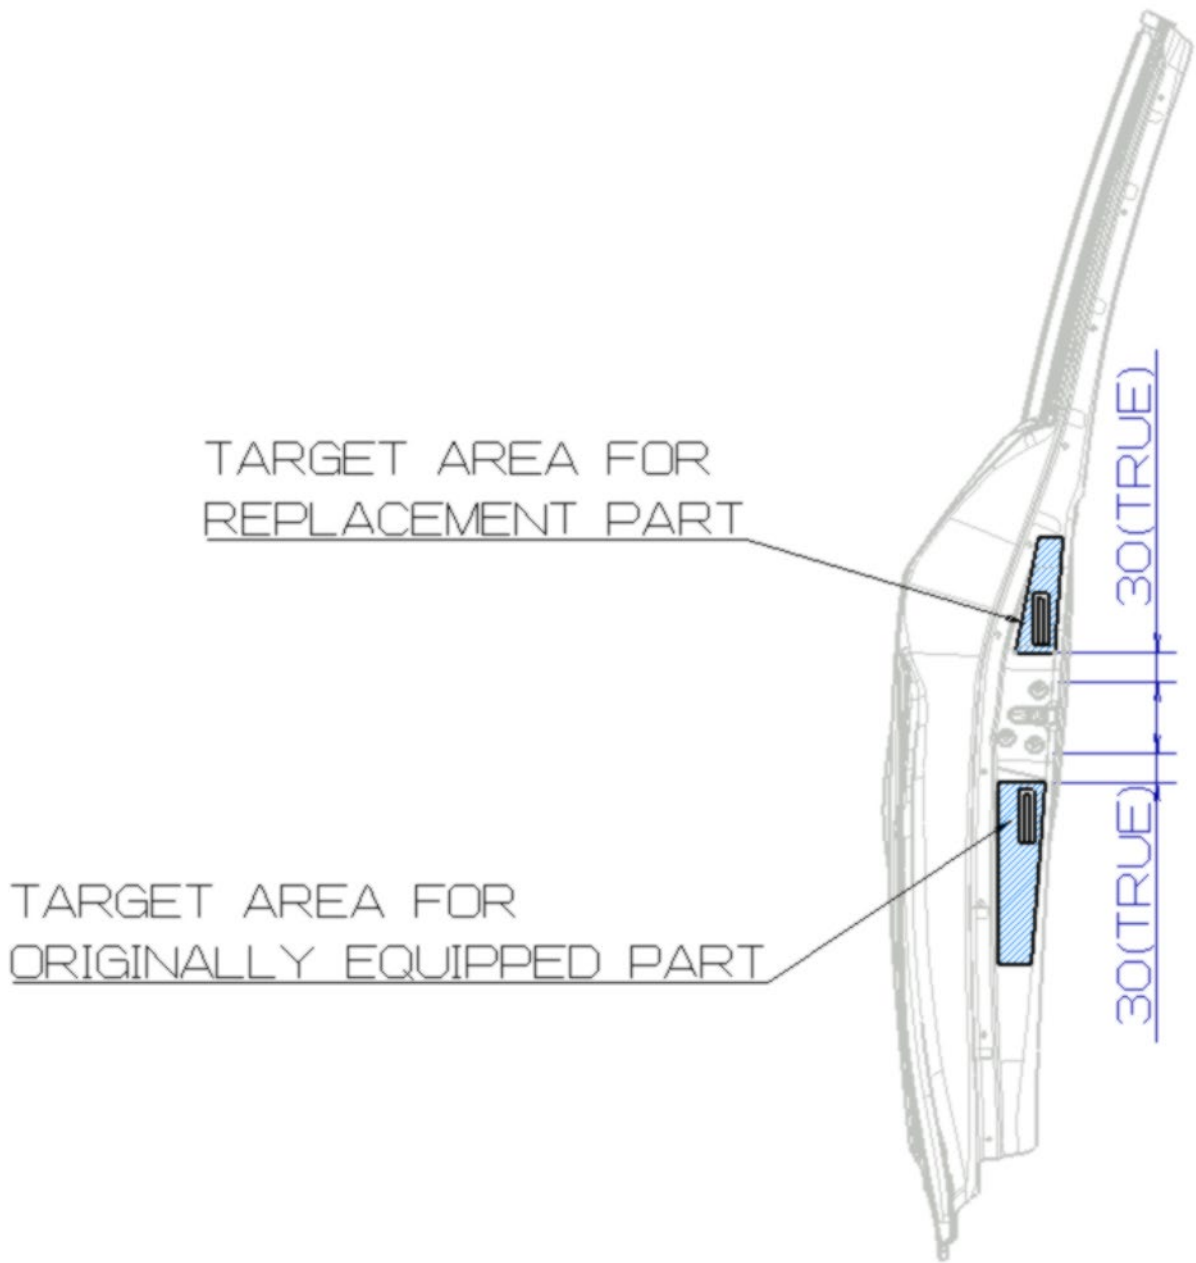 30(TRUE)
TARGET AREA FOR
REPLACEMENT PART
TARGET AREA FOR
ORIGINALLY EQUIPPED PART
30(TRUE)